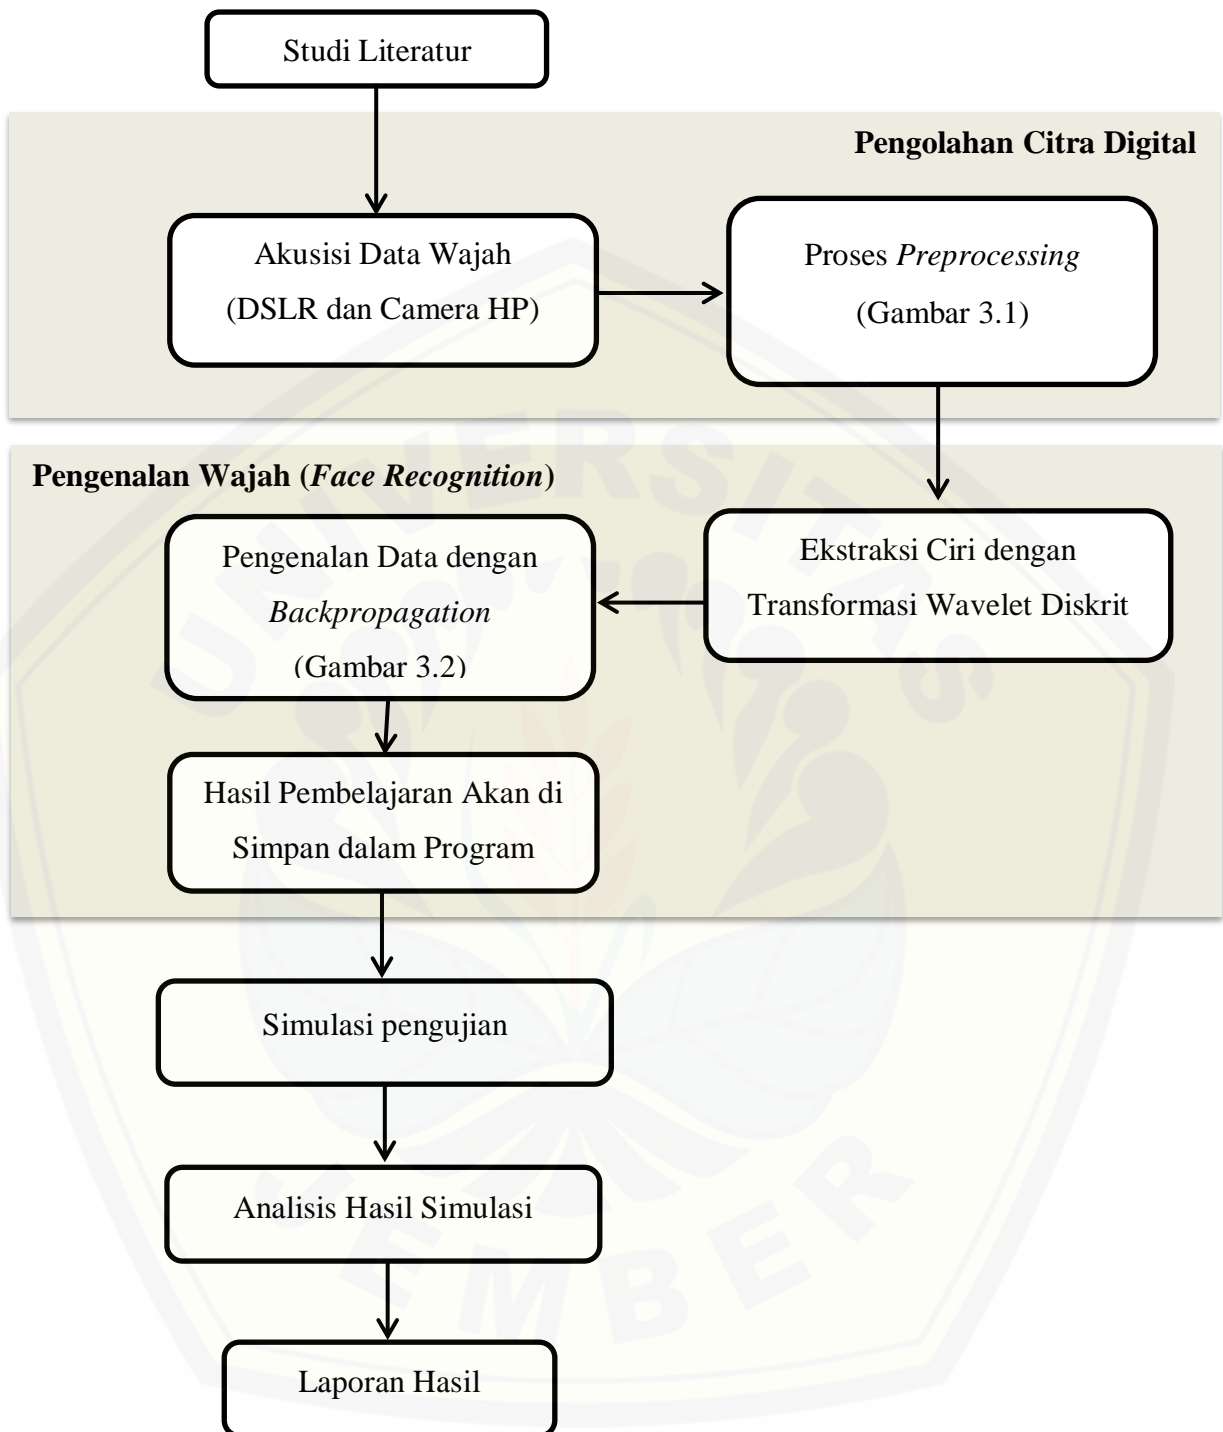 Studi Literatur
Pengolahan Citra Digital
Akusisi Data Wajah
(DSLR dan Camera HP)
Proses Preprocessing
(Gambar 3.1)
Pengenalan Wajah (Face Recognition)
Ekstraksi Ciri dengan
Transformasi Wavelet Diskrit
Pengenalan Data dengan
Backpropagation
(Gambar 3.2)
Hasil Pembelajaran Akan di
Simpan dalam Program
Simulasi pengujian
Analisis Hasil Simulasi
Laporan Hasil
UNIVERSITAS
JEMBER